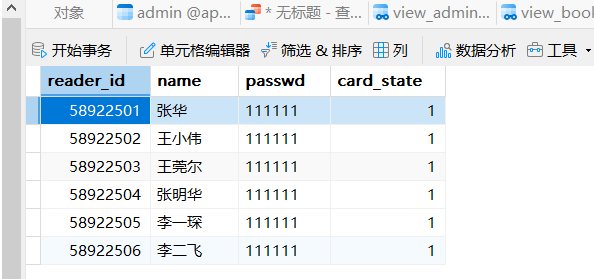 对象 admin @ap... * 无标题 - 查... view_admin... view_book
开始事务 单元格编辑器 筛选 & 排序 列 数据分析 工具
reader_id name passwd card_state
58922501 张华 111111 1
58922502 王小伟 111111 1
58922503 王莞尔 111111 1
58922504 张明华 111111 1
58922505 李一琛 111111 1
58922506 李二飞 111111 1